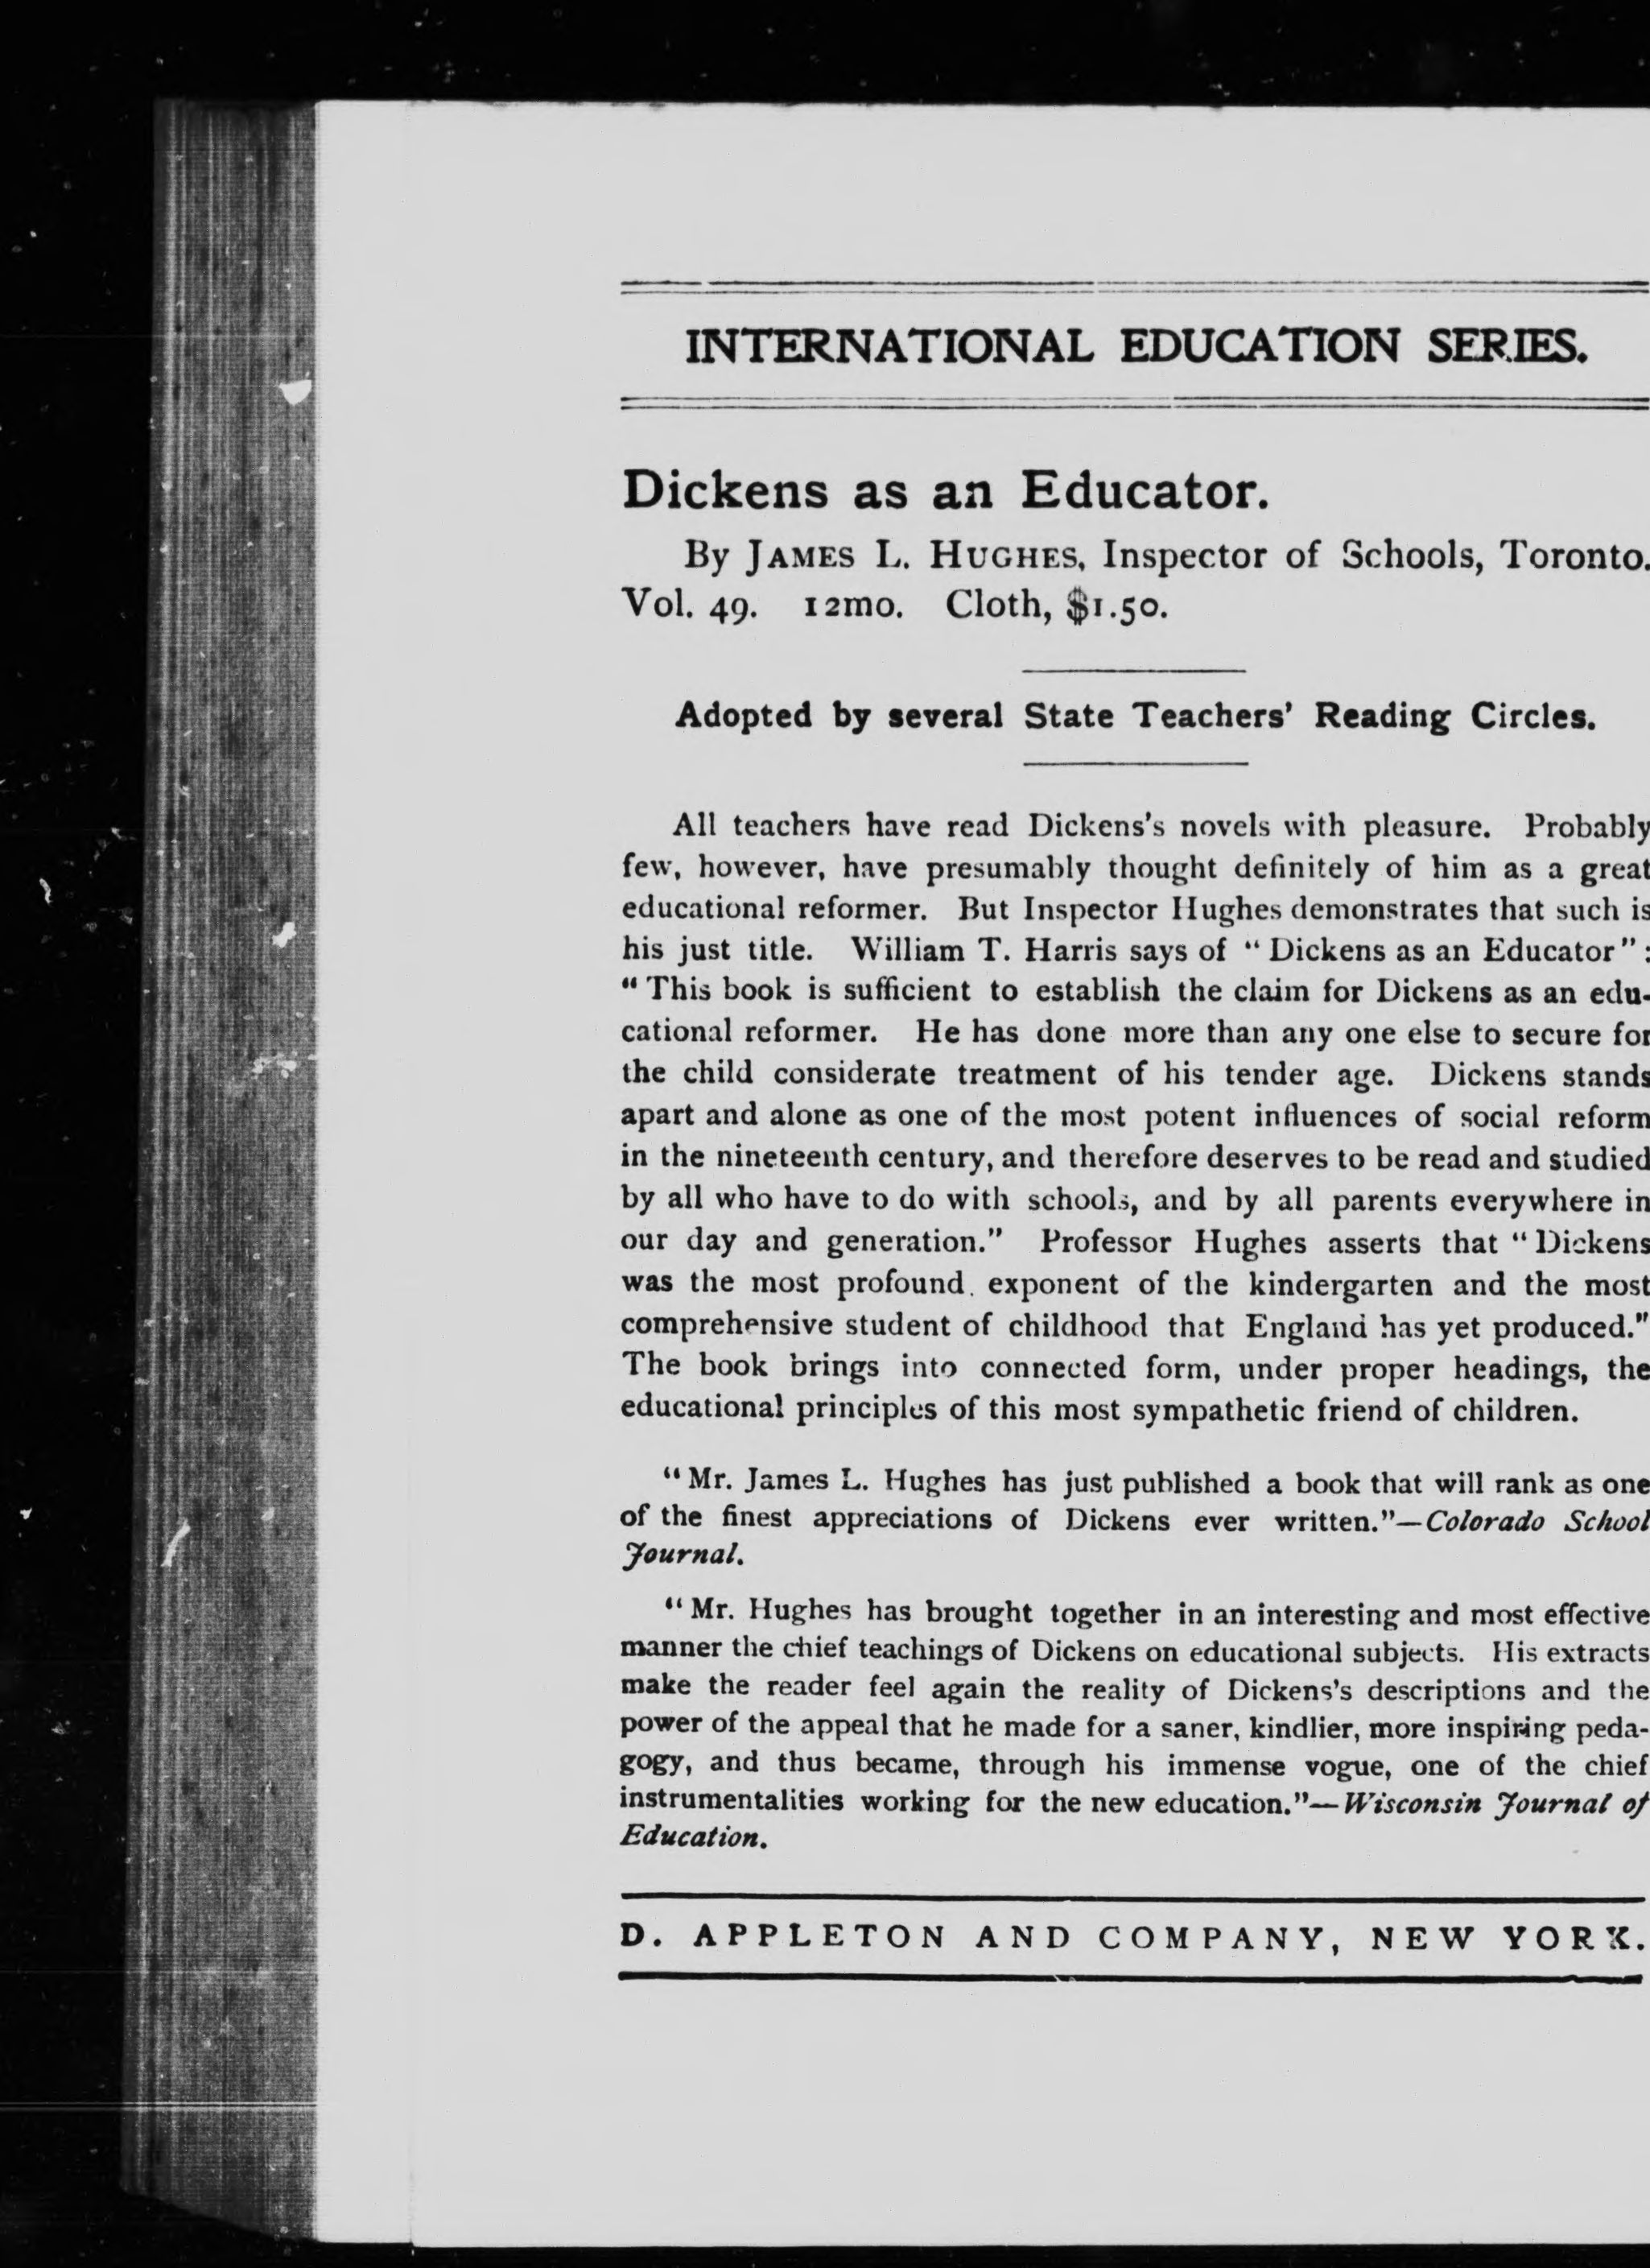 INTERNATIONAL EDUCATION SERIES.
Dickens as an Educator.
By JAMES L. HUGHES, Inspector of Schools, Toronto.
Vol. 49. 12mo. Cloth, $1.50.
Adopted by several State Teachers' Reading Circles.
All teachers have read Dickens's novels with pleasure. Probably
few, however, have presumably thought definitely of him as a great
educational reformer. But Inspector Hughes demonstrates that such is
his just title. William T. Harris says of "Dickens as an Educator":
"This book is sufficient to establish the claim for Dickens as an edu-
cational reformer. He has done more than any one else to secure for
the child considerate treatment of his tender age. Dickens stands
apart and alone as one of the most potent influences of social reform
in the nineteenth century, and therefore deserves to be read and studied
by all who have to do with schools, and by all parents everywhere in
our day and generation." Professor Hughes asserts that "Dickens
was the most profound exponent of the kindergarten and the most
comprehensive student of childhood that England has yet produced."
The book brings into connected form, under proper headings, the
educational principles of this most sympathetic friend of children.
"Mr. James L. Hughes has just published a book that will rank as one
of the finest appreciations of Dickens ever written."—Colorado School
Journal.
"Mr. Hughes has brought together in an interesting and most effective
manner the chief teachings of Dickens on educational subjects. His extracts
make the reader feel again the reality of Dickens's descriptions and the
power of the appeal that he made for a saner, kindlier, more inspiring peda-
gogy, and thus became, through his immense vogue, one of the chief
instrumentalities working for the new education."—Wisconsin Journal of
Education.
D. APPLETON AND COMPANY, NEW YORK.